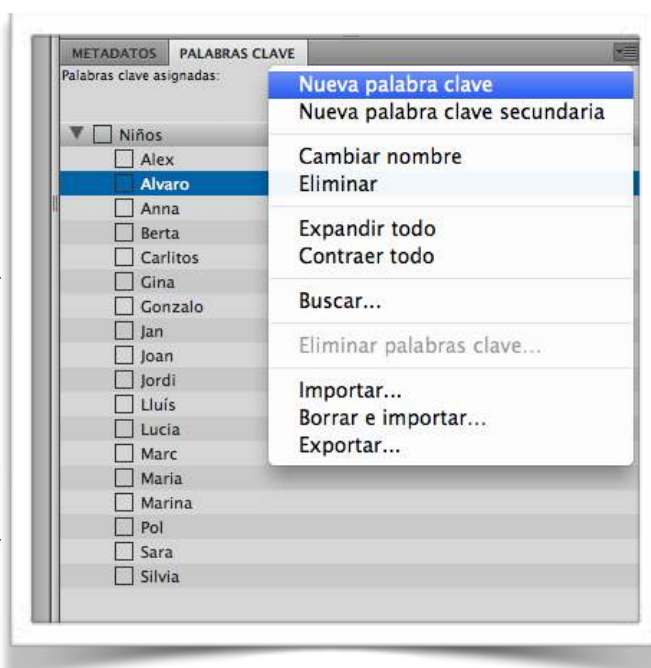 METADATOS PALABRAS CLAVE
Palabras clave asignadas:
Niños
Alex
Alvaro
Anna
Berta
Carlitos
Gina
Gonzalo
Jan
Joan
Jordi
Lluís
Lucia
Marc
Maria
Marina
Pol
Sara
Silvia
Nueva palabra clave
Nueva palabra clave secundaria
Cambiar nombre
Eliminar
Expandir todo
Contraer todo
Buscar...
Eliminar palabras clave...
Importar...
Borrar e importar...
Exportar...